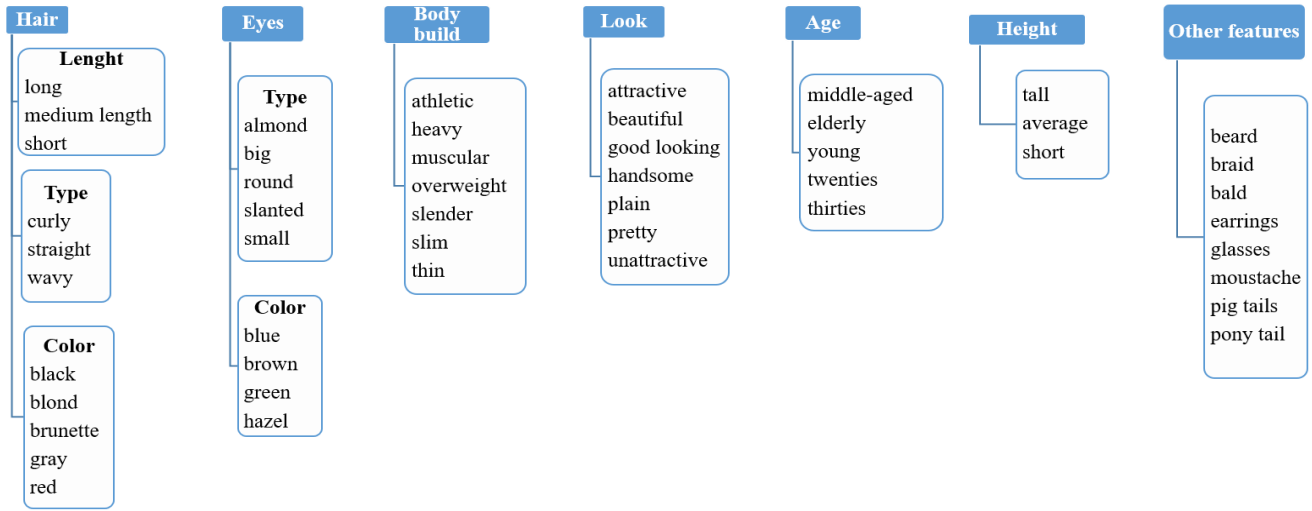 Hair
Lenght
long
medium length
short
Type
curly
straight
wavy
Color
black
blond
brunette
gray
red
Eyes
Type
almond
big
round
slanted
small
Color
blue
brown
green
hazel
Body
build
athletic
heavy
muscular
overweight
slender
slim
thin
Look
attractive
beautiful
good looking
handsome
plain
pretty
unattractive
Age
middle-aged
elderly
young
twenties
thirties
Height
tall
average
short
Other features
beard
braid
bald
earrings
glasses
moustache
pig tails
pony tail